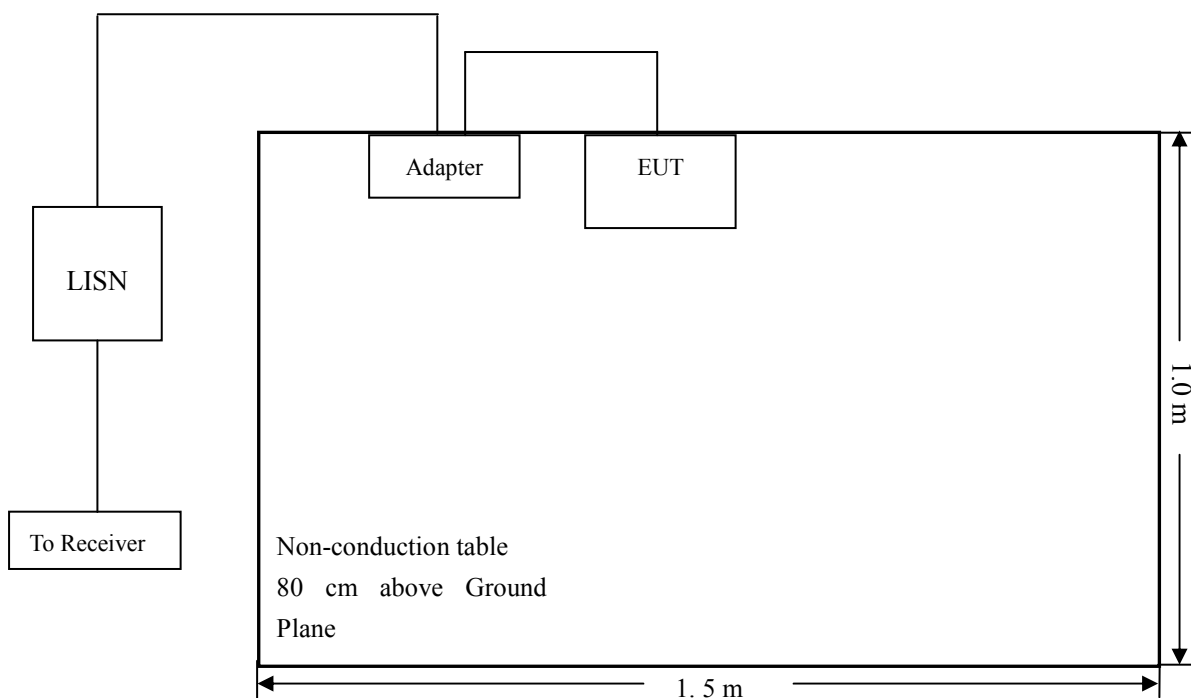 Adapter
EUT
LISN
To Receiver
Non-conduction table
80 cm above Ground
Plane
1.0 m
1. 5 m